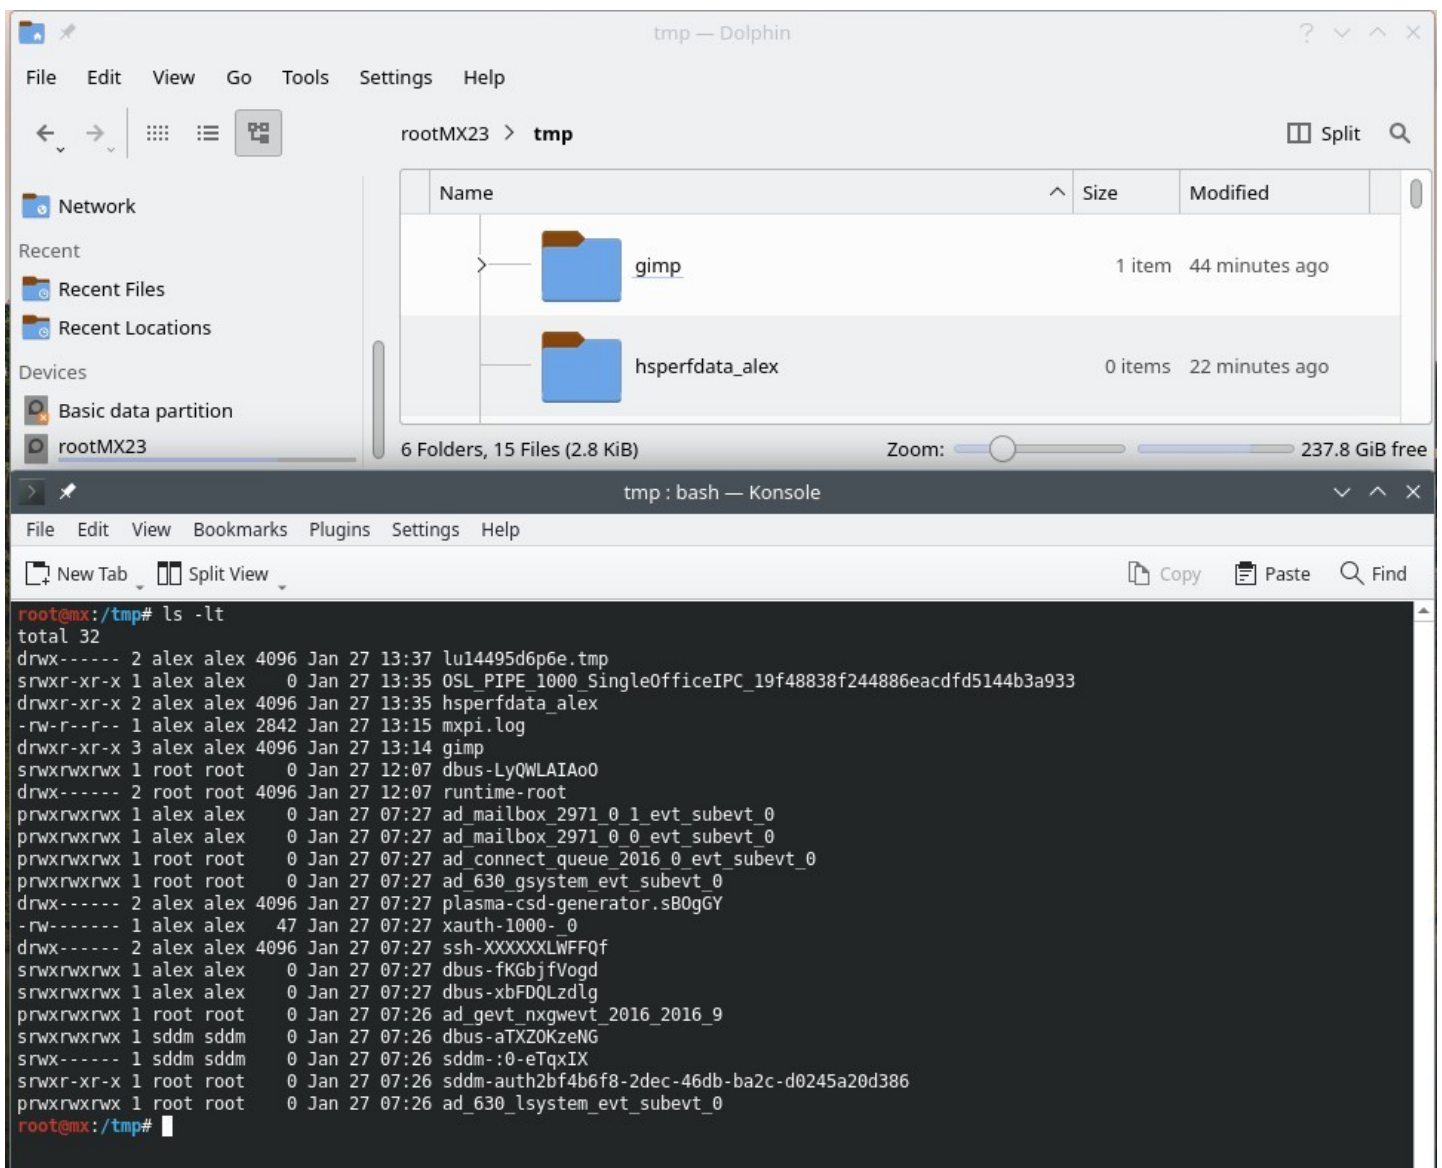 tmp — Dolphin
File Edit View Go Tools Settings Help
rootMX23 > tmp
Split
Network
Recent
Recent Files
Recent Locations
Devices
Basic data partition
rootMX23
Name Size Modified
gimp 1 item 44 minutes ago
hsperfdata_alex 0 items 22 minutes ago
6 Folders, 15 Files (2.8 KiB) Zoom: 237.8 GiB free
tmp : bash — Konsole
File Edit View Bookmarks Plugins Settings Help
New Tab Split View Copy Paste Find
root@mx:/tmp# ls -lt
total 32
drwx------ 2 alex alex 4096 Jan 27 13:37 lu14495d6p6e.tmp
srwxr-xr-x 1 alex alex    0 Jan 27 13:35 OSL_PIPE_1000_SingleOfficeIPC_19f48838f244886eacdfd5144b3a933
drwxr-xr-x 2 alex alex 4096 Jan 27 13:35 hsperfdata_alex
-rw-r--r-- 1 alex alex 2842 Jan 27 13:15 mxpi.log
drwxr-xr-x 3 alex alex 4096 Jan 27 13:14 gimp
srwxrwxrwx 1 root root    0 Jan 27 12:07 dbus-LyQWLAIAoO
drwx------ 2 root root 4096 Jan 27 12:07 runtime-root
prwxrwxrwx 1 alex alex    0 Jan 27 07:27 ad_mailbox_2971_0_1_evt_subevt_0
prwxrwxrwx 1 alex alex    0 Jan 27 07:27 ad_mailbox_2971_0_0_evt_subevt_0
prwxrwxrwx 1 root root    0 Jan 27 07:27 ad_connect_queue_2016_0_evt_subevt_0
prwxrwxrwx 1 root root    0 Jan 27 07:27 ad_630_gsystem_evt_subevt_0
drwx------ 2 alex alex 4096 Jan 27 07:27 plasma-csd-generator.sBOgGY
-rw------- 1 alex alex   47 Jan 27 07:27 xauth-1000-_0
drwx------ 2 alex alex 4096 Jan 27 07:27 ssh-XXXXXXLWFFQf
srwxrwxrwx 1 alex alex    0 Jan 27 07:27 dbus-fKGbjfVogd
srwxrwxrwx 1 alex alex    0 Jan 27 07:27 dbus-xbFDQLzdlg
prwxrwxrwx 1 root root    0 Jan 27 07:26 ad_gevt_nxgwevt_2016_2016_9
srwxrwxrwx 1 sddm sddm    0 Jan 27 07:26 dbus-aTXZOKzeNG
srwx------ 1 sddm sddm    0 Jan 27 07:26 sddm-:0-eTqxIX
srwxr-xr-x 1 root root    0 Jan 27 07:26 sddm-auth2bf4b6f8-2dec-46db-ba2c-d0245a20d386
prwxrwxrwx 1 root root    0 Jan 27 07:26 ad_630_lsystem_evt_subevt_0
root@mx:/tmp#